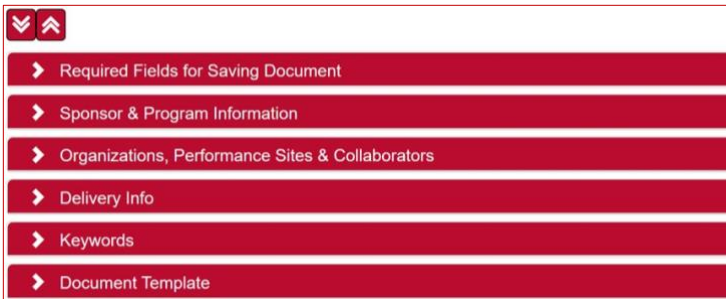 Required Fields for Saving Document
Sponsor & Program Information
Organizations, Performance Sites & Collaborators
Delivery Info
Keywords
Document Template